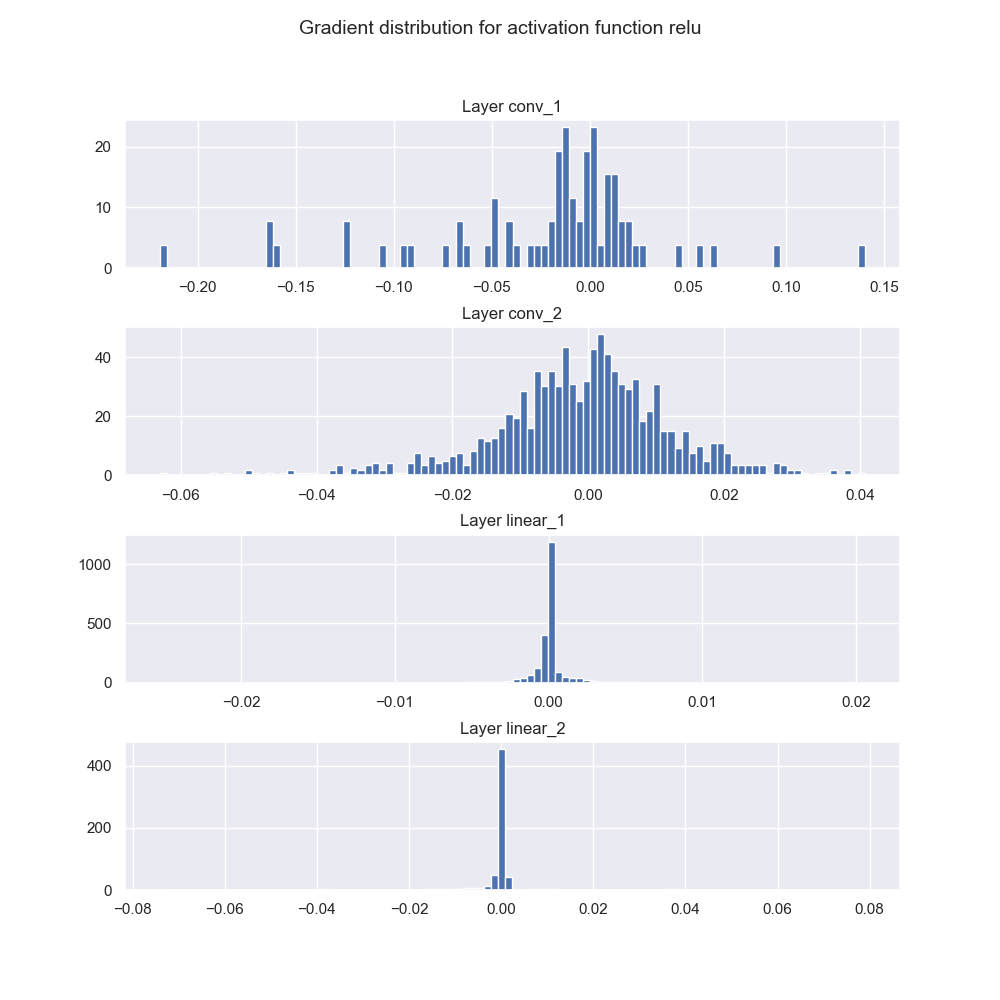 Gradient distribution for activation function relu
Layer conv_1
20
10
0
−0.20 −0.15 −0.10 −0.05 0.00 0.05 0.10 0.15
Layer conv_2
40
20
0
−0.06 −0.04 −0.02 0.00 0.02 0.04
Layer linear_1
1000
500
0
−0.02 −0.01 0.00 0.01 0.02
Layer linear_2
400
200
0
−0.08 −0.06 −0.04 −0.02 0.00 0.02 0.04 0.06 0.08